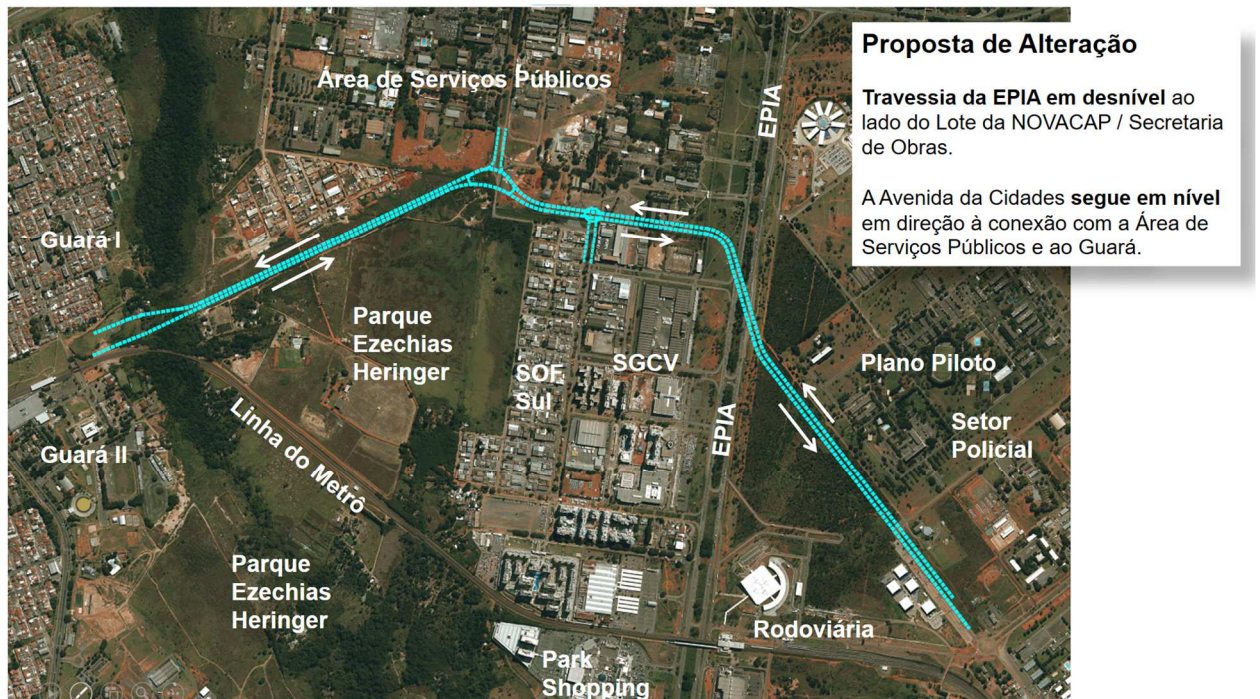 Proposta de Alteração
Travessia da EPIA em desnível ao
lado do Lote da NOVACAP / Secretaria
de Obras.
A Avenida da Cidades segue em nível
em direção à conexão com a Área de
Serviços Públicos e ao Guará.
Área de Serviços Públicos
EPIA
Guará I
Parque
Ezechias
Heringer
SOF
Sul
SGCV
Plano Piloto
Setor
Policial
EPIA
Linha do Metrô
Guará II
Parque
Ezechias
Heringer
Rodoviária
Park
Shopping